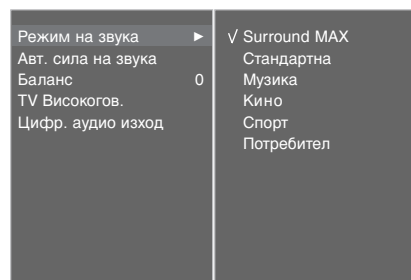 Режим на звука ►
Авт. сила на звука
Баланс 0
TV Високогов.
Цифр. аудио изход
√ Surround MAX
Стандартна
Музика
Кино
Спорт
Потребител